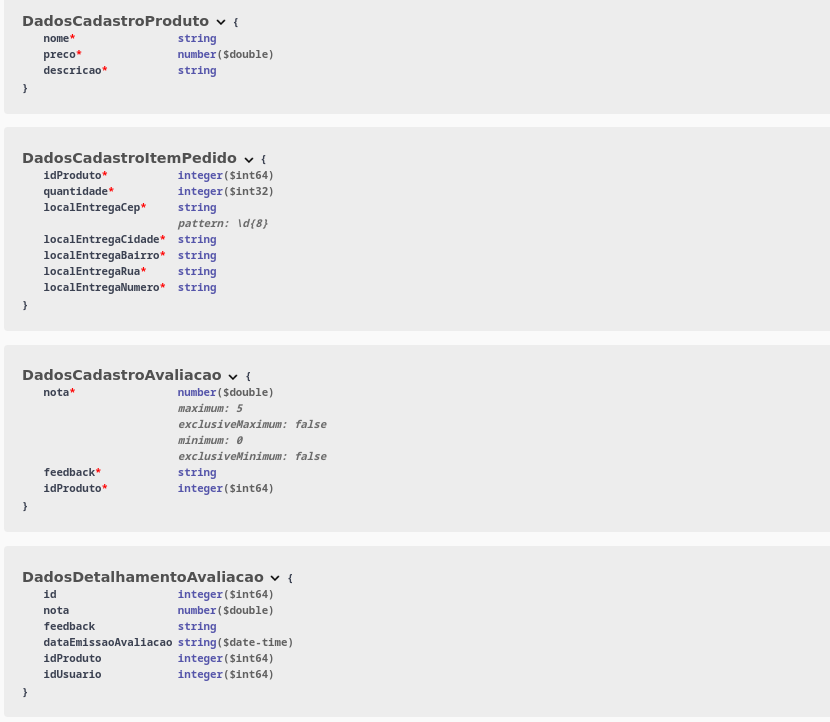 DadosCadastroProduto {
nome* string
preco* number($double)
descricao* string
}
DadosCadastroItemPedido {
idProduto* integer($int64)
quantidade* integer($int32)
localEntregaCep* string
pattern: \d{8}
localEntregaCidade* string
localEntregaBairro* string
localEntregaRua* string
localEntregaNumero* string
}
DadosCadastroAvaliacao {
nota* number($double)
maximum: 5
exclusiveMaximum: false
minimum: 0
exclusiveMinimum: false
feedback* string
idProduto* integer($int64)
}
DadosDetalhamentoAvaliacao {
id integer($int64)
nota number($double)
feedback string
dataEmissaoAvaliacao string($date-time)
idProduto integer($int64)
idUsuario integer($int64)
}